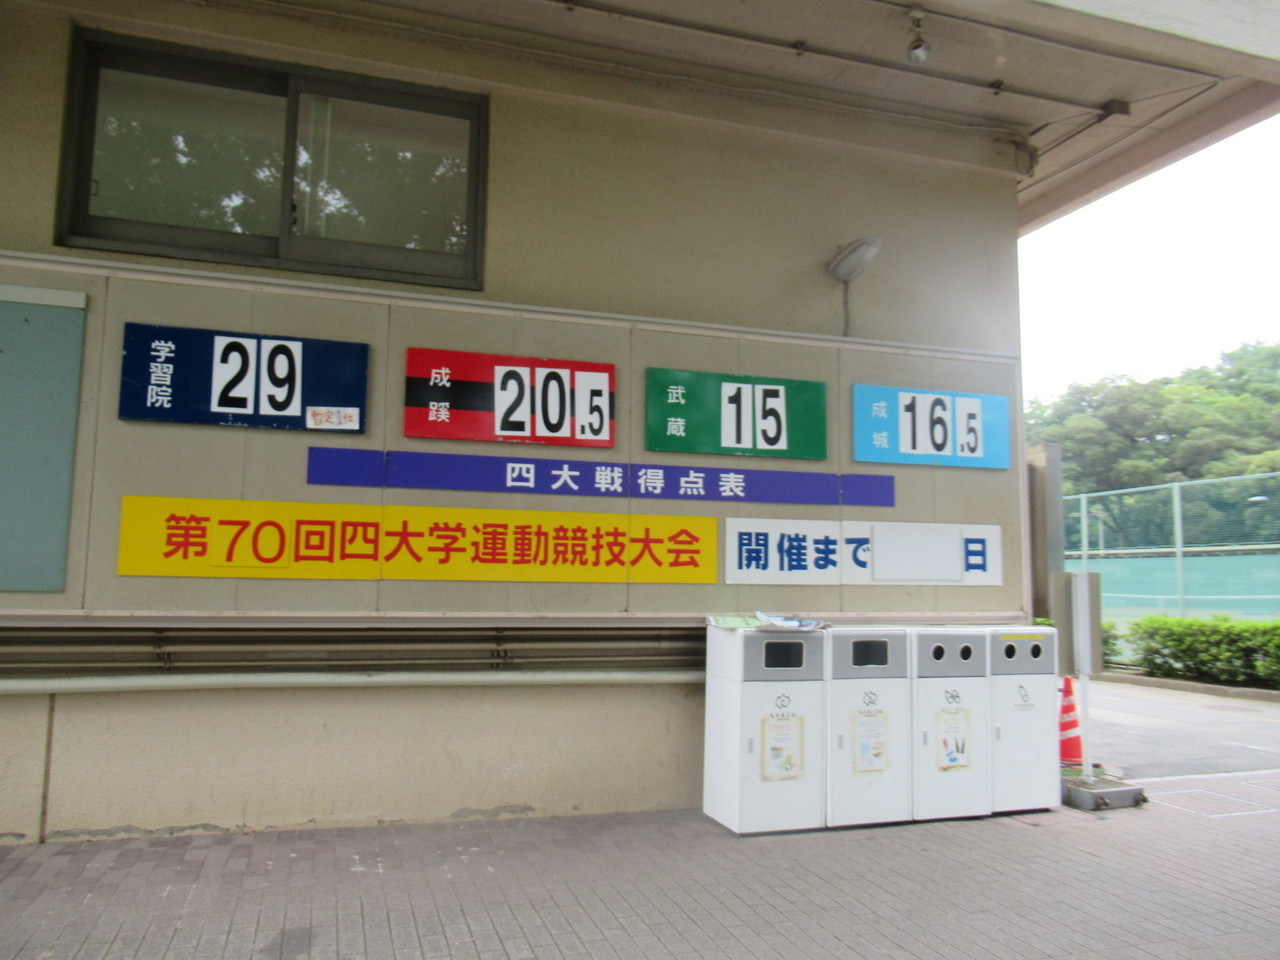 学習院
29
暫定1位
成蹊
20.5
武蔵
15
成城
16.5
四大戦得点表
第70回四大学運動競技大会
開催まで 日